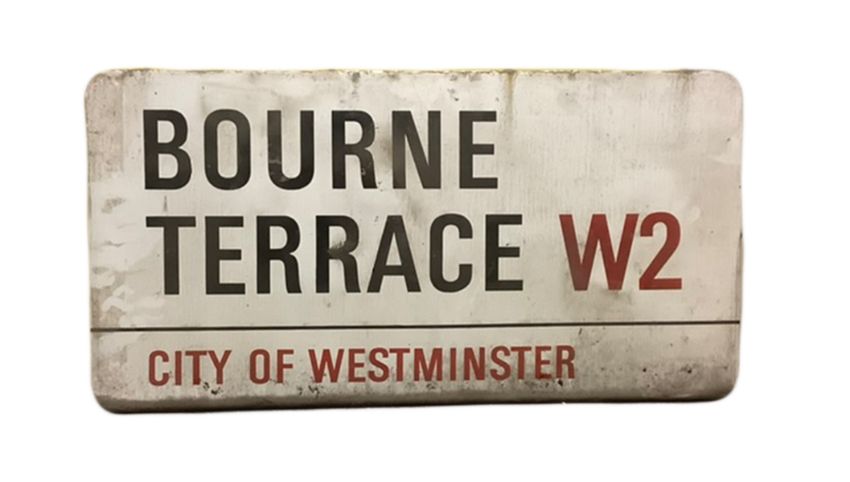 BOURNE
TERRACE W2
CITY OF WESTMINSTER